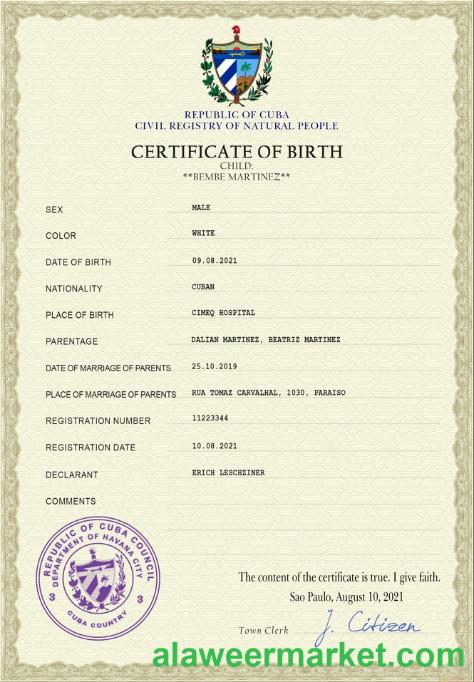 REPUBLIC OF CUBA
CIVIL REGISTRY OF NATURAL PEOPLE
CERTIFICATE OF BIRTH
CHILD:
**BEMBE MARTINEZ**
SEX MALE
COLOR WHITE
DATE OF BIRTH 09.08.2021
NATIONALITY CUBAN
PLACE OF BIRTH CIMEQ HOSPITAL
PARENTAGE DALIAN MARTINEZ, BEATRIZ MARTINEZ
DATE OF MARRIAGE OF PARENTS 25.10.2019
PLACE OF MARRIAGE OF PARENTS RUA TOMAZ CARVALHAL, 1030, PARAISO
REGISTRATION NUMBER 11223344
REGISTRATION DATE 10.08.2021
DECLARANT ERICH LESCHZINER
COMMENTS
REPUBLIC OF CUBA COUNCIL
DEPARTMENT OF HAVANA CITY
3 3
CUBA COUNTRY
The content of the certificate is true. I give faith.
Sao Paulo, August 10, 2021
Town Clerk J. Citizen
alaweermarket.com